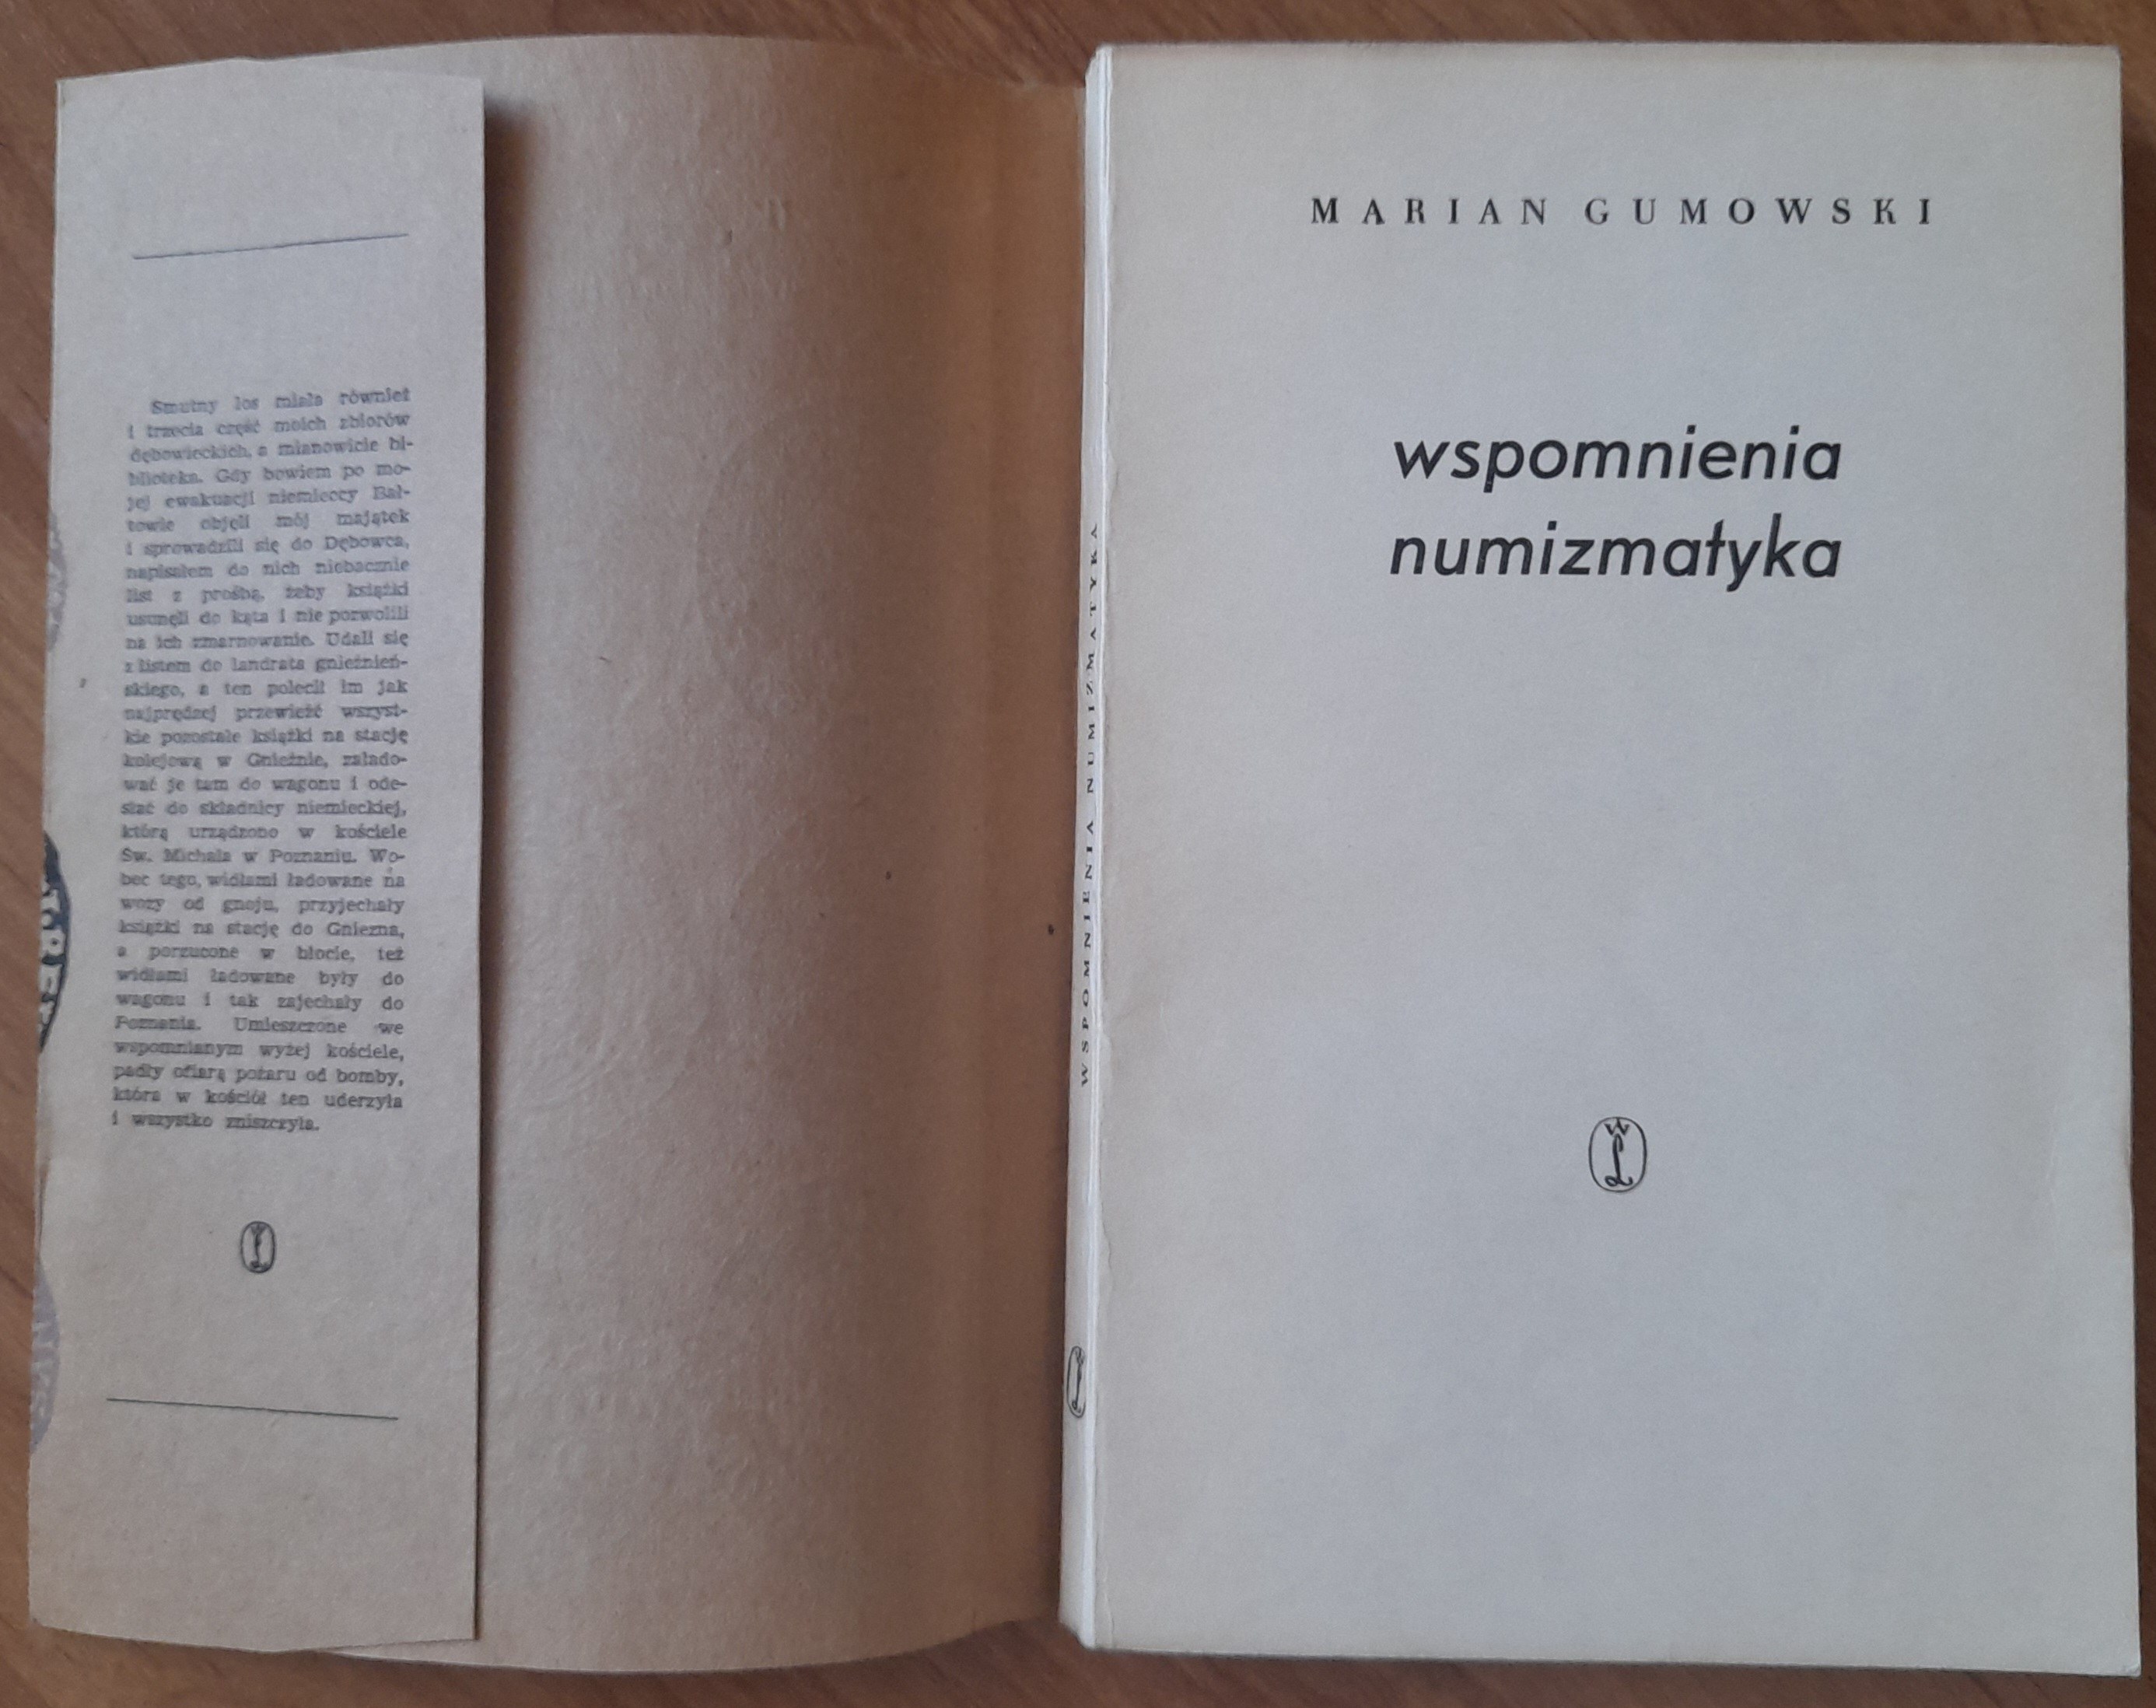 Smutny los miała również
i trzecia część moich zbiorów
dębowieckich, a mianowicie bi-
blioteka. Gdy bowiem po mo-
jej ewakuacji niemieccy Bał-
towie objęli mój majątek
i sprowadzili się do Dębowca,
napisałem do nich niebacznie
list z prośbą, żeby książki
usunęli do kąta i nie pozwolili
na ich zmarnowanie. Udali się
z listem do landrata gnieźnień-
skiego, a ten polecił im jak
najprędzej przewieźć wszyst-
kie pozostałe książki na stację
kolejową w Gnieźnie, załado-
wać je tam do wagonu i ode-
słać do składnicy niemieckiej,
którą urządzono w kościele
Św. Michała w Poznaniu. Wo-
bec tego, widłami ładowane na
wozy od gnoju, przyjechały
książki na stację do Gniezna,
a porzucone w błocie, też
widłami ładowane były do
wagonu i tak zajechały do
Poznania. Umieszczone we
wspomnianym wyżej kościele,
padły ofiarą pożaru od bomby,
która w kościół ten uderzyła
i wszystko zniszczyła.
WSPOMNIENIA NUMIZMATYKA
MARIAN GUMOWSKI
wspomnienia
numizmatyka
WL